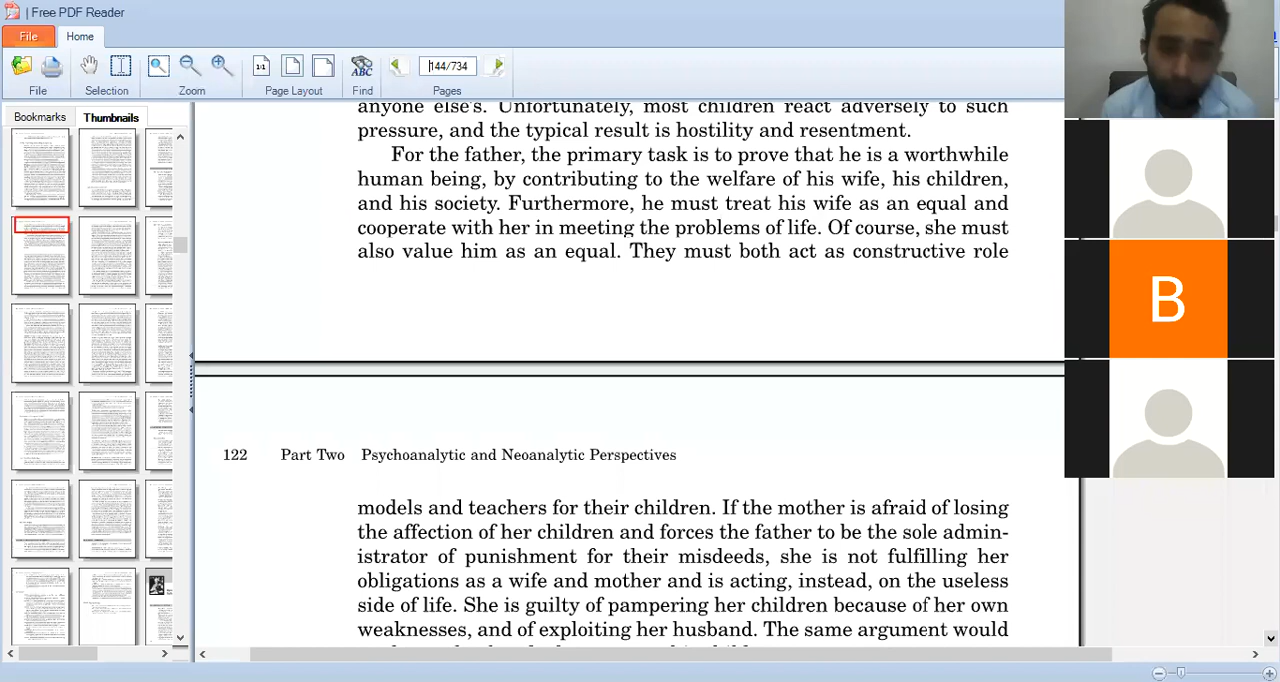 | Free PDF Reader
File
Home
1:1
ABC
144/734
File
Selection
Zoom
Page Layout
Find
Pages
Bookmarks
Thumbnails
anyone else's. Unfortunately, most children react adversely to such
pressure, and the typical result is hostility and resentment.
For the father, the primary task is to prove that he is a worthwhile
human being, by contributing to the welfare of his wife, his children,
and his society. Furthermore, he must treat his wife as an equal and
cooperate with her in meeting the problems of life. Of course, she must
also value him as an equal. They must both act as constructive role
122 Part Two Psychoanalytic and Neoanalytic Perspectives
models and teachers for their children. If the mother is afraid of losing
the affection of her children and forces the father to be the sole admin-
istrator of punishment for their misdeeds, she is not fulfilling her
obligations as a wife and mother and is acting, instead, on the useless
side of life. She is guilty of pampering her children because of her own
weaknesses, and of exploiting her husband. The same argument would
B